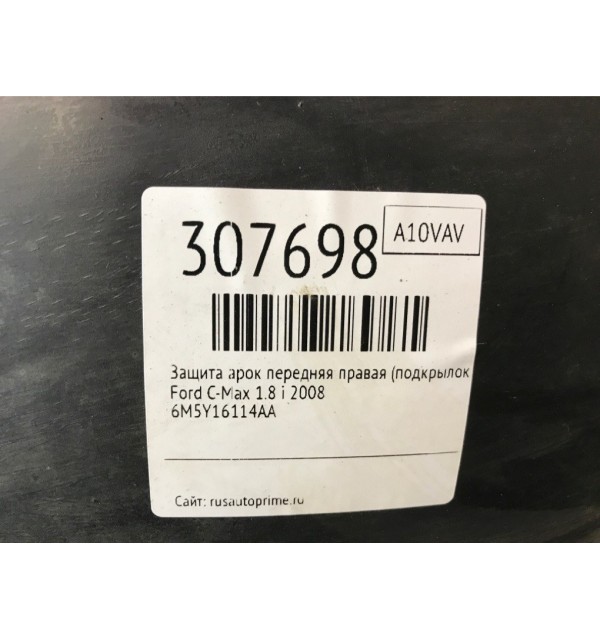 307698
A10VAV
Защита арок передняя правая (подкрылок
Ford C-Max 1.8 i 2008
6M5Y16114AA
Сайт: rusautoprime.ru